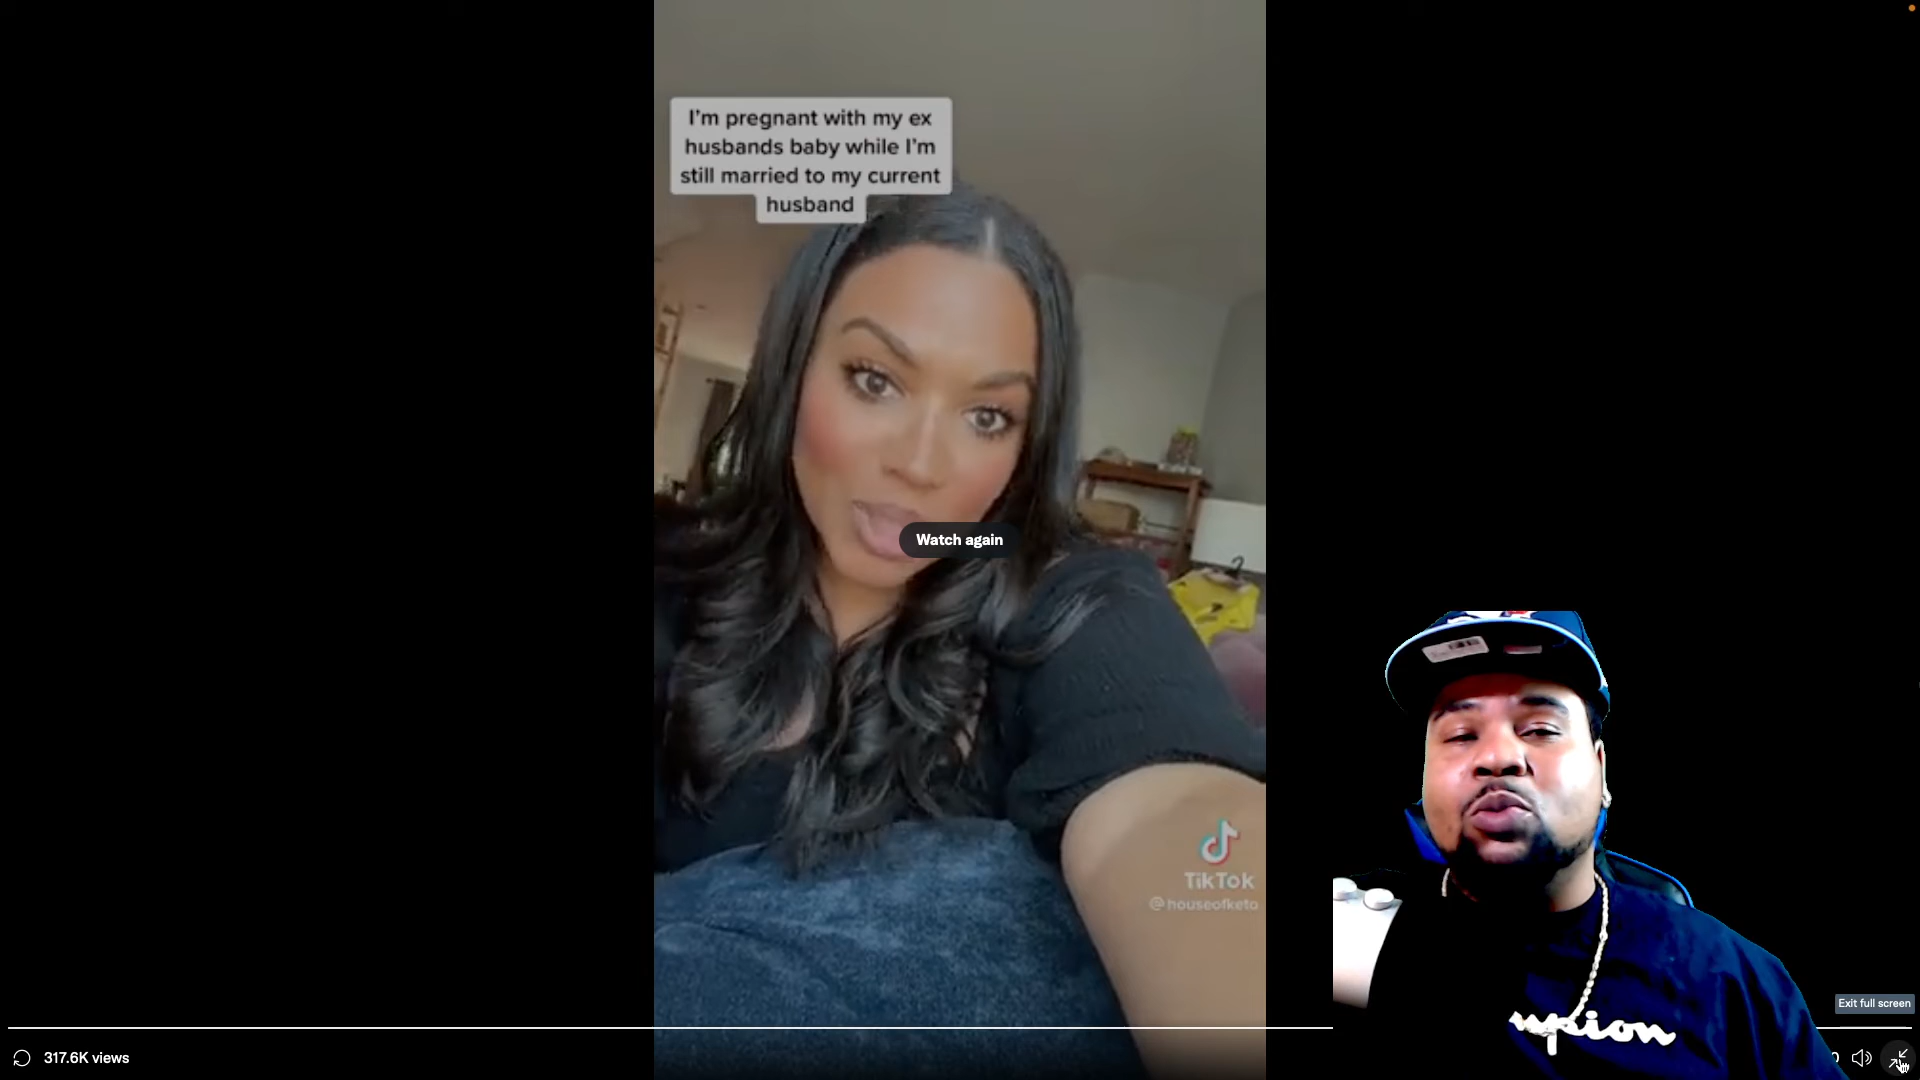 I'm pregnant with my ex
husbands baby while I'm
still married to my current
husband
Watch again
TikTok
@houseofketo
Exit full screen
317.6K views